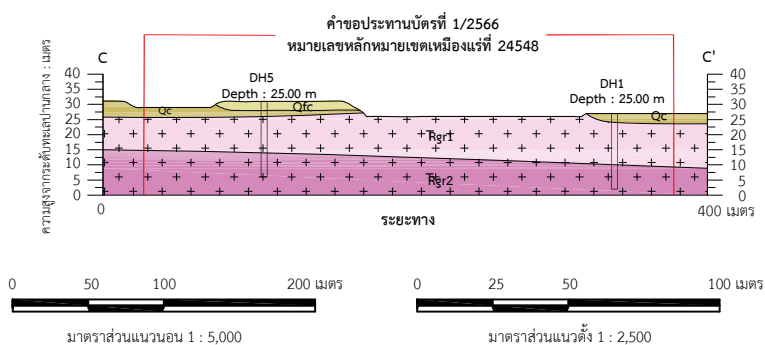 คำขอประทานบัตรที่ 1/2566
หมายเลขหลักหมายเขตเหมืองแร่ที่ 24548
C
C'
ความสูงจากระดับทะเลปานกลาง : เมตร
40
35
30
25
20
15
10
5
0
DH5
Depth : 25.00 m
DH1
Depth : 25.00 m
40
35
30
25
20
15
10
5
0
Qc
Qfc
Qc
Trgr1
Trgr2
0
ระยะทาง
400 เมตร
0 50 100 200 เมตร
มาตราส่วนแนวนอน 1 : 5,000
0 25 50 100 เมตร
มาตราส่วนแนวตั้ง 1 : 2,500